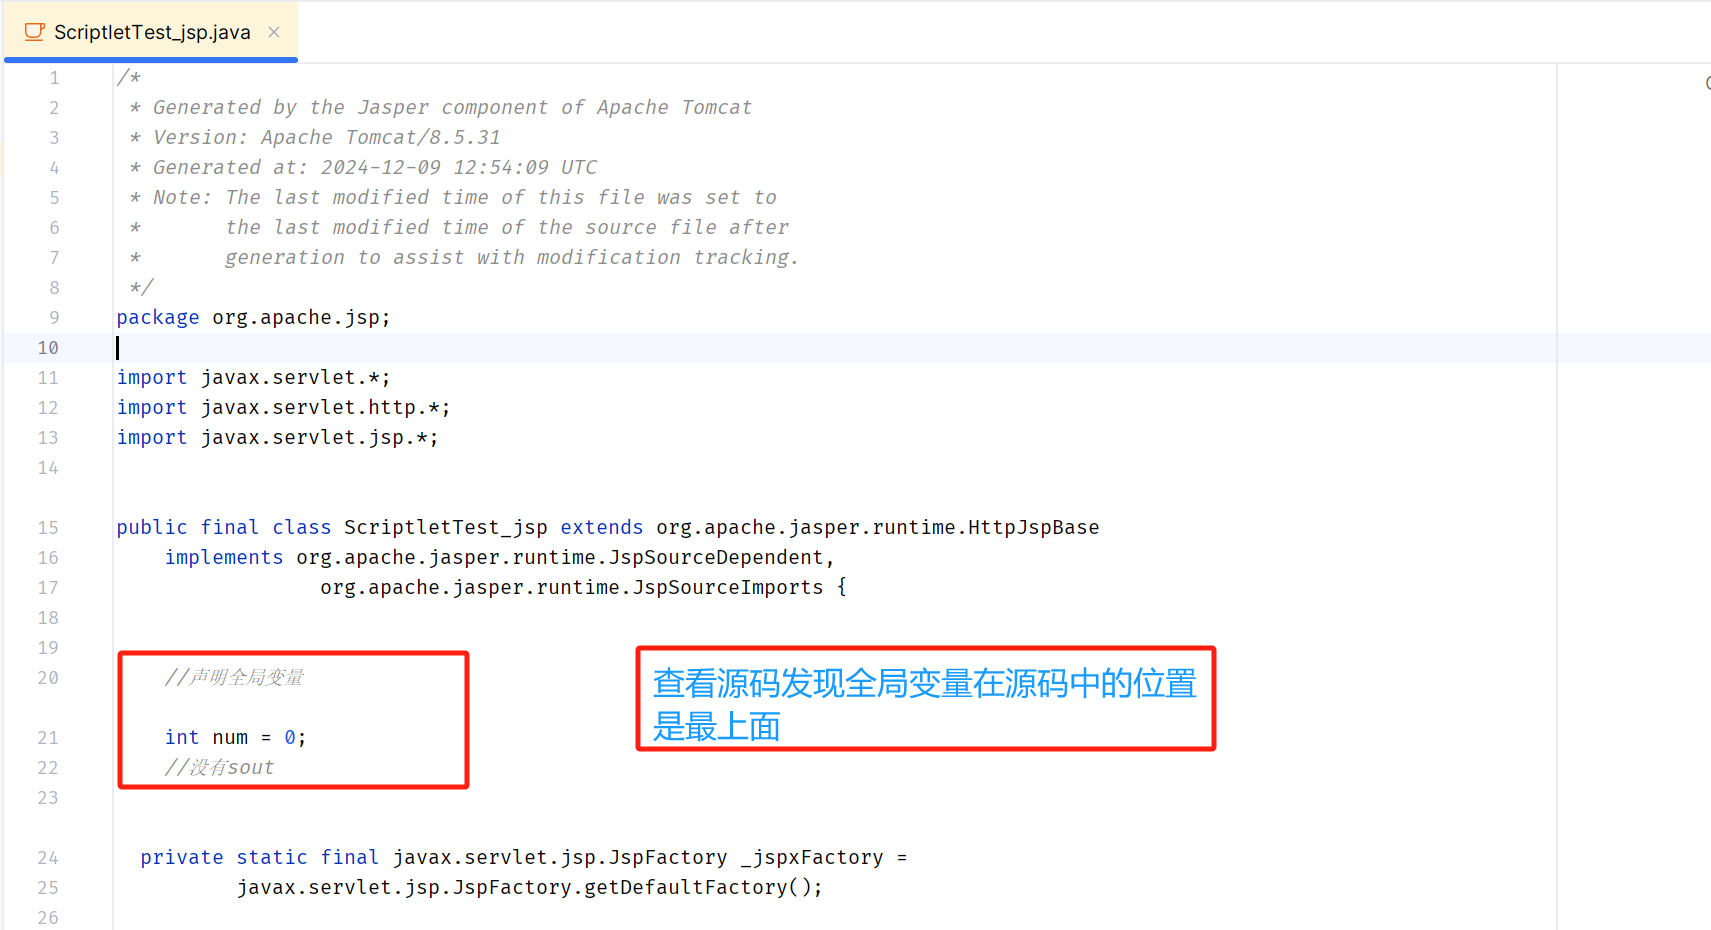 ScriptletTest_jsp.java ×
1 /*
2  * Generated by the Jasper component of Apache Tomcat
3  * Version: Apache Tomcat/8.5.31
4  * Generated at: 2024-12-09 12:54:09 UTC
5  * Note: The last modified time of this file was set to
6  *       the last modified time of the source file after
7  *       generation to assist with modification tracking.
8  */
9 package org.apache.jsp;
10
11 import javax.servlet.*;
12 import javax.servlet.http.*;
13 import javax.servlet.jsp.*;
14
15 public final class ScriptletTest_jsp extends org.apache.jasper.runtime.HttpJspBase
16     implements org.apache.jasper.runtime.JspSourceDependent,
17                  org.apache.jasper.runtime.JspSourceImports {
18
19
20     //声明全局变量
查看源码发现全局变量在源码中的位置
是最上面
21     int num = 0;
22     //没有sout
23
24   private static final javax.servlet.jsp.JspFactory _jspxFactory =
25           javax.servlet.jsp.JspFactory.getDefaultFactory();
26